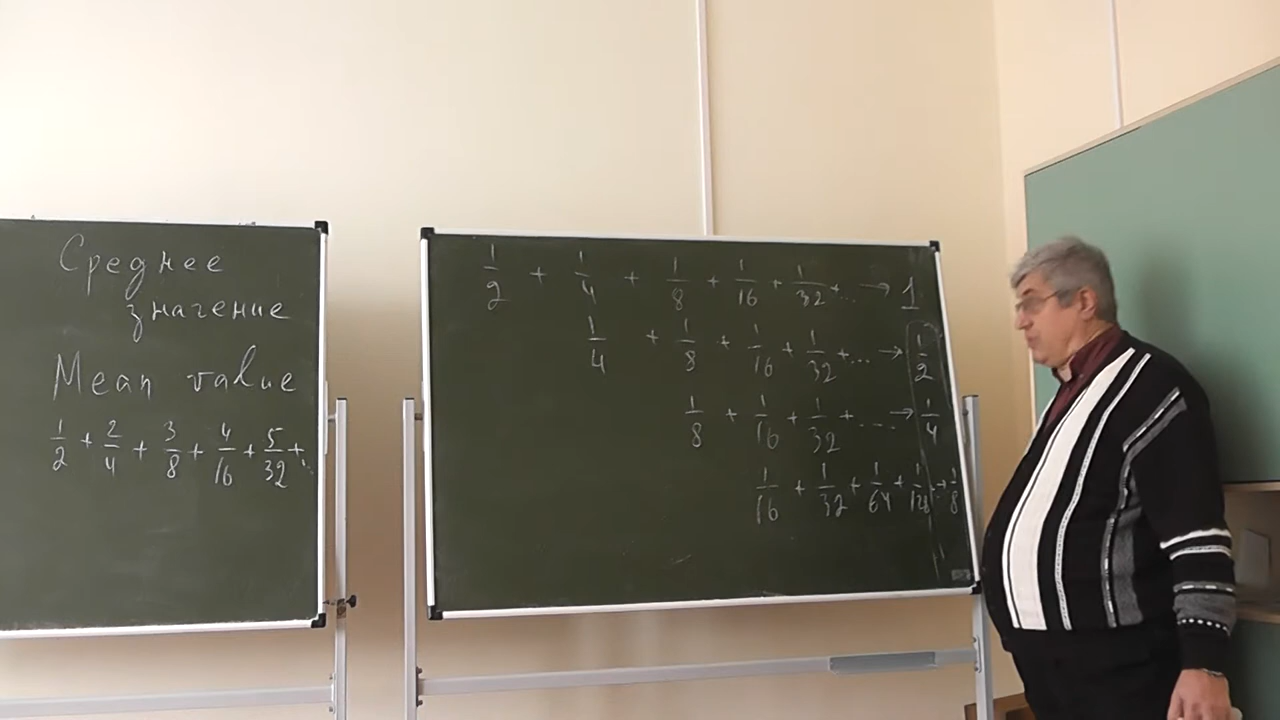 Среднее
значение
Mean value
1/2 + 2/4 + 3/8 + 4/16 + 5/32 + ...
1/2 + 1/4 + 1/8 + 1/16 + 1/32 + ... → 1
1/4 + 1/8 + 1/16 + 1/32 + ... → 1/2
1/8 + 1/16 + 1/32 + .... → 1/4
1/16 + 1/32 + 1/64 + 1/128 .. → 1/8